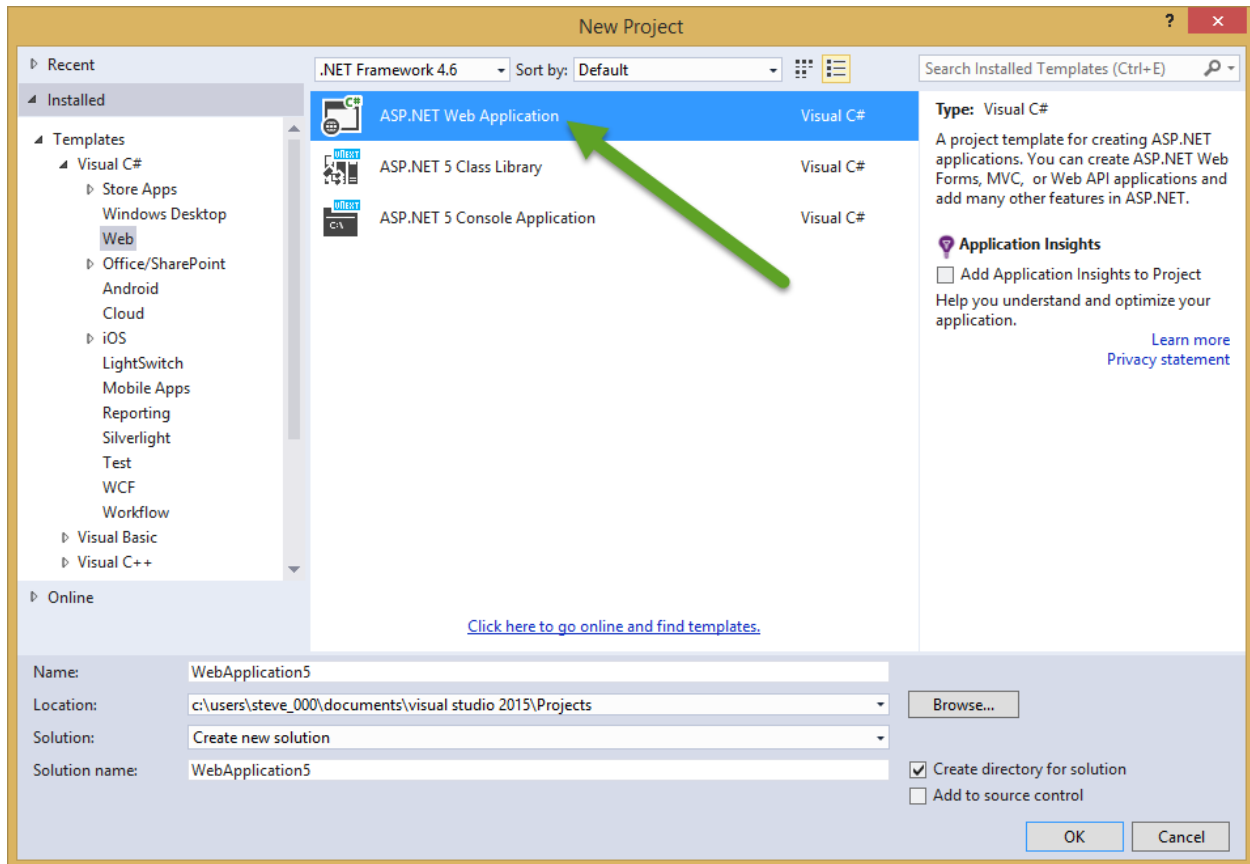 New Project
?
Recent
Installed
Templates
Visual C#
Store Apps
Windows Desktop
Web
Office/SharePoint
Android
Cloud
iOS
LightSwitch
Mobile Apps
Reporting
Silverlight
Test
WCF
Workflow
Visual Basic
Visual C++
Online
.NET Framework 4.6
Sort by: Default
C#
ASP.NET Web Application Visual C#
vNEXT
ASP.NET 5 Class Library Visual C#
vNEXT
C:\
ASP.NET 5 Console Application Visual C#
Click here to go online and find templates.
Search Installed Templates (Ctrl+E)
Type: Visual C#
A project template for creating ASP.NET
applications. You can create ASP.NET Web
Forms, MVC, or Web API applications and
add many other features in ASP.NET.
Application Insights
Add Application Insights to Project
Help you understand and optimize your
application.
Learn more
Privacy statement
Name: WebApplication5
Location: c:\users\steve_000\documents\visual studio 2015\Projects
Browse...
Solution: Create new solution
Solution name: WebApplication5
Create directory for solution
Add to source control
OK
Cancel